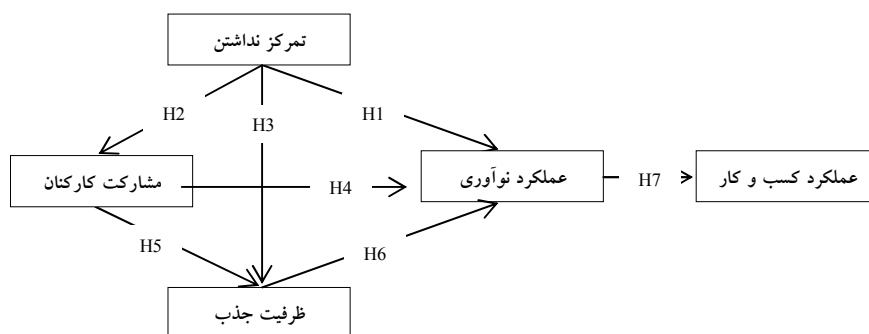 تمرکز نداشتن
H2
H3
H1
مشارکت کارکنان
H4
عملکرد نوآوری
H7
عملکرد کسب و کار
H5
H6
ظرفیت جذب